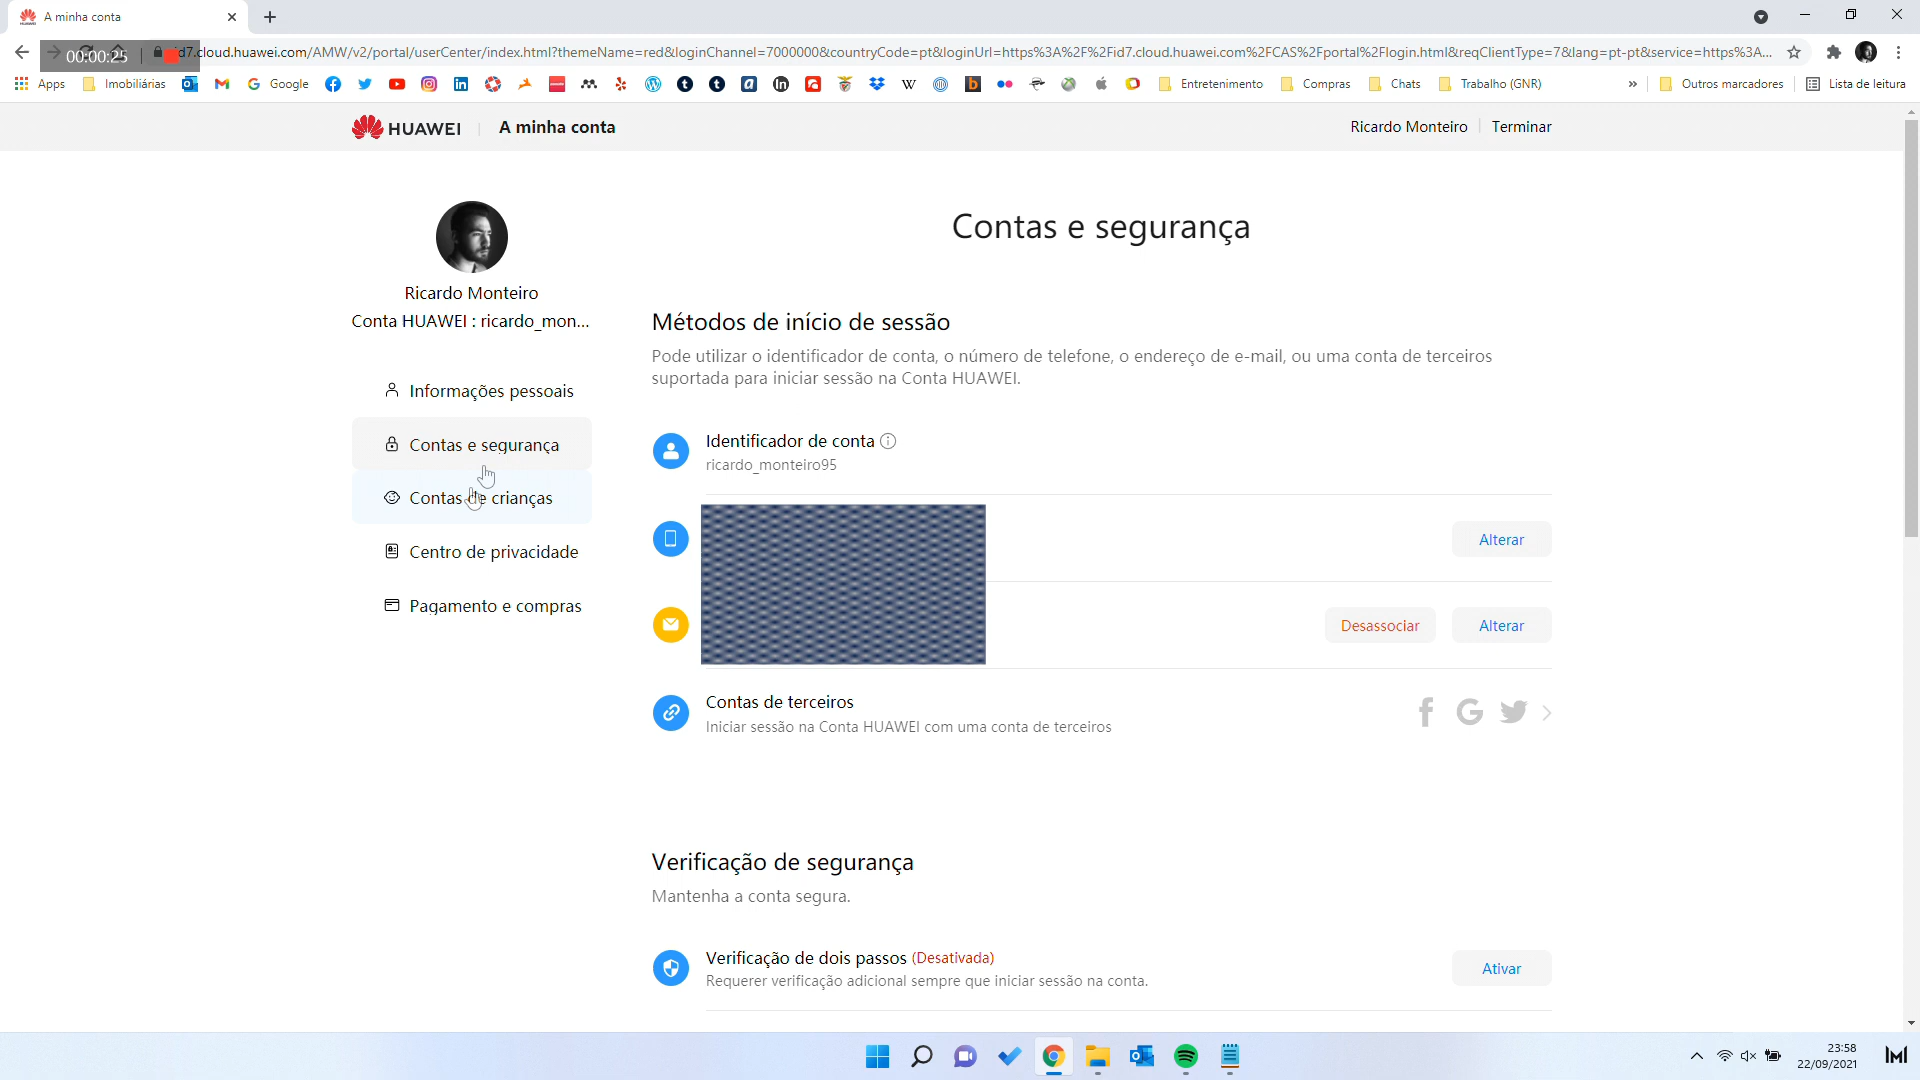 A minha conta
00:00:25
id7.cloud.huawei.com/AMW/v2/portal/userCenter/index.html?themeName=red&loginChannel=7000000&countryCode=pt&loginUrl=https%3A%2F%2Fid7.cloud.huawei.com%2FCAS%2Fportal%2Flogin.html&reqClientType=7&lang=pt-pt&service=https%3A...
Apps
Imobiliárias
Google
Entretenimento
Compras
Chats
Trabalho (GNR)
»
Outros marcadores
Lista de leitura
HUAWEI
A minha conta
Ricardo Monteiro
Terminar
Ricardo Monteiro
Conta HUAWEI : ricardo_mon...
Informações pessoais
Contas e segurança
Contas de crianças
Centro de privacidade
Pagamento e compras
Contas e segurança
Métodos de início de sessão
Pode utilizar o identificador de conta, o número de telefone, o endereço de e-mail, ou uma conta de terceiros
suportada para iniciar sessão na Conta HUAWEI.
Identificador de conta
ricardo_monteiro95
Alterar
Desassociar
Alterar
Contas de terceiros
Iniciar sessão na Conta HUAWEI com uma conta de terceiros
Verificação de segurança
Mantenha a conta segura.
Verificação de dois passos (Desativada)
Requerer verificação adicional sempre que iniciar sessão na conta.
Ativar
23:58
22/09/2021